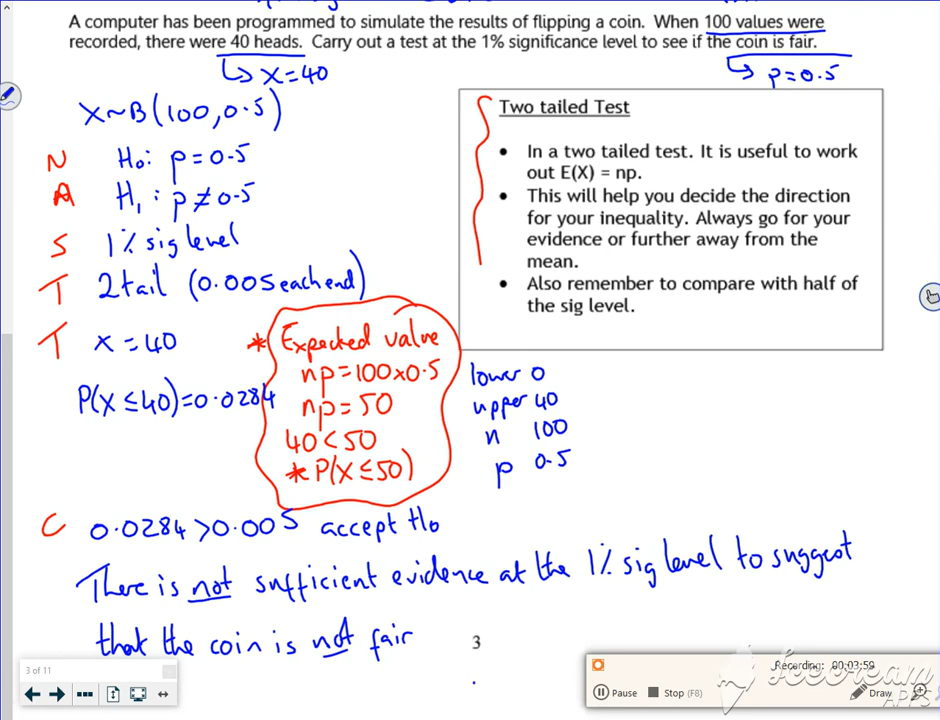 A computer has been programmed to simulate the results of flipping a coin. When 100 values were
recorded, there were 40 heads. Carry out a test at the 1% significance level to see if the coin is fair.
x=40
p=0.5
X~B(100,0.5)
N H₀: p=0.5
A H₁: p≠0.5
S 1% sig level
T 2tail (0.005 each end)
T x=40
P(X≤40)=0.0284
Two tailed Test
• In a two tailed test. It is useful to work
out E(X) = np.
• This will help you decide the direction
for your inequality. Always go for your
evidence or further away from the
mean.
• Also remember to compare with half of
the sig level.
* Expected value
np=100x0.5
np=50
40<50
* P(X≤50)
lower 0
upper 40
n 100
p 0.5
C 0.0284>0.005 accept H₀
There is not sufficient evidence at the 1% sig level to suggest
that the coin is not fair
3
3 of 11
Recording: 00:03:59
Pause Stop (F8) Draw
Icecream
APPS